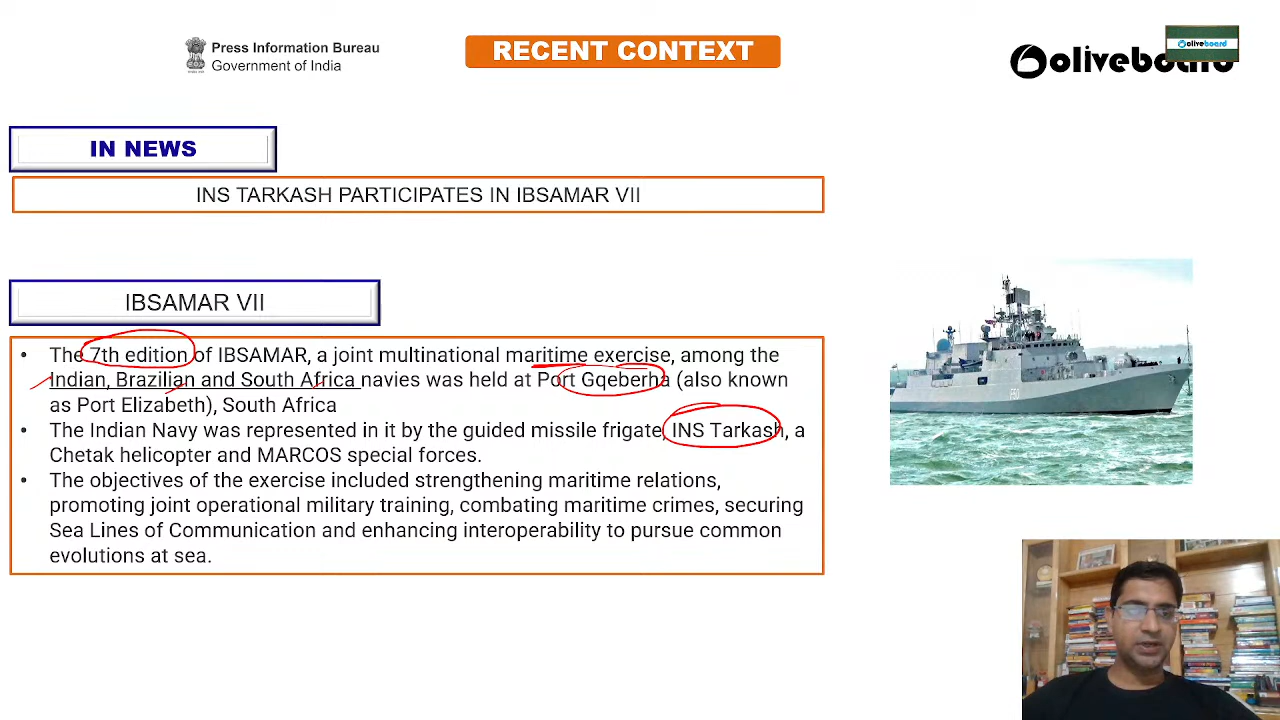 Press Information Bureau
Government of India
RECENT CONTEXT
oliveboard
oliveboard
IN NEWS
INS TARKASH PARTICIPATES IN IBSAMAR VII
IBSAMAR VII
• The 7th edition of IBSAMAR, a joint multinational maritime exercise, among the
Indian, Brazilian and South Africa navies was held at Port Gqeberha (also known
as Port Elizabeth), South Africa
• The Indian Navy was represented in it by the guided missile frigate, INS Tarkash, a
Chetak helicopter and MARCOS special forces.
• The objectives of the exercise included strengthening maritime relations,
promoting joint operational military training, combating maritime crimes, securing
Sea Lines of Communication and enhancing interoperability to pursue common
evolutions at sea.